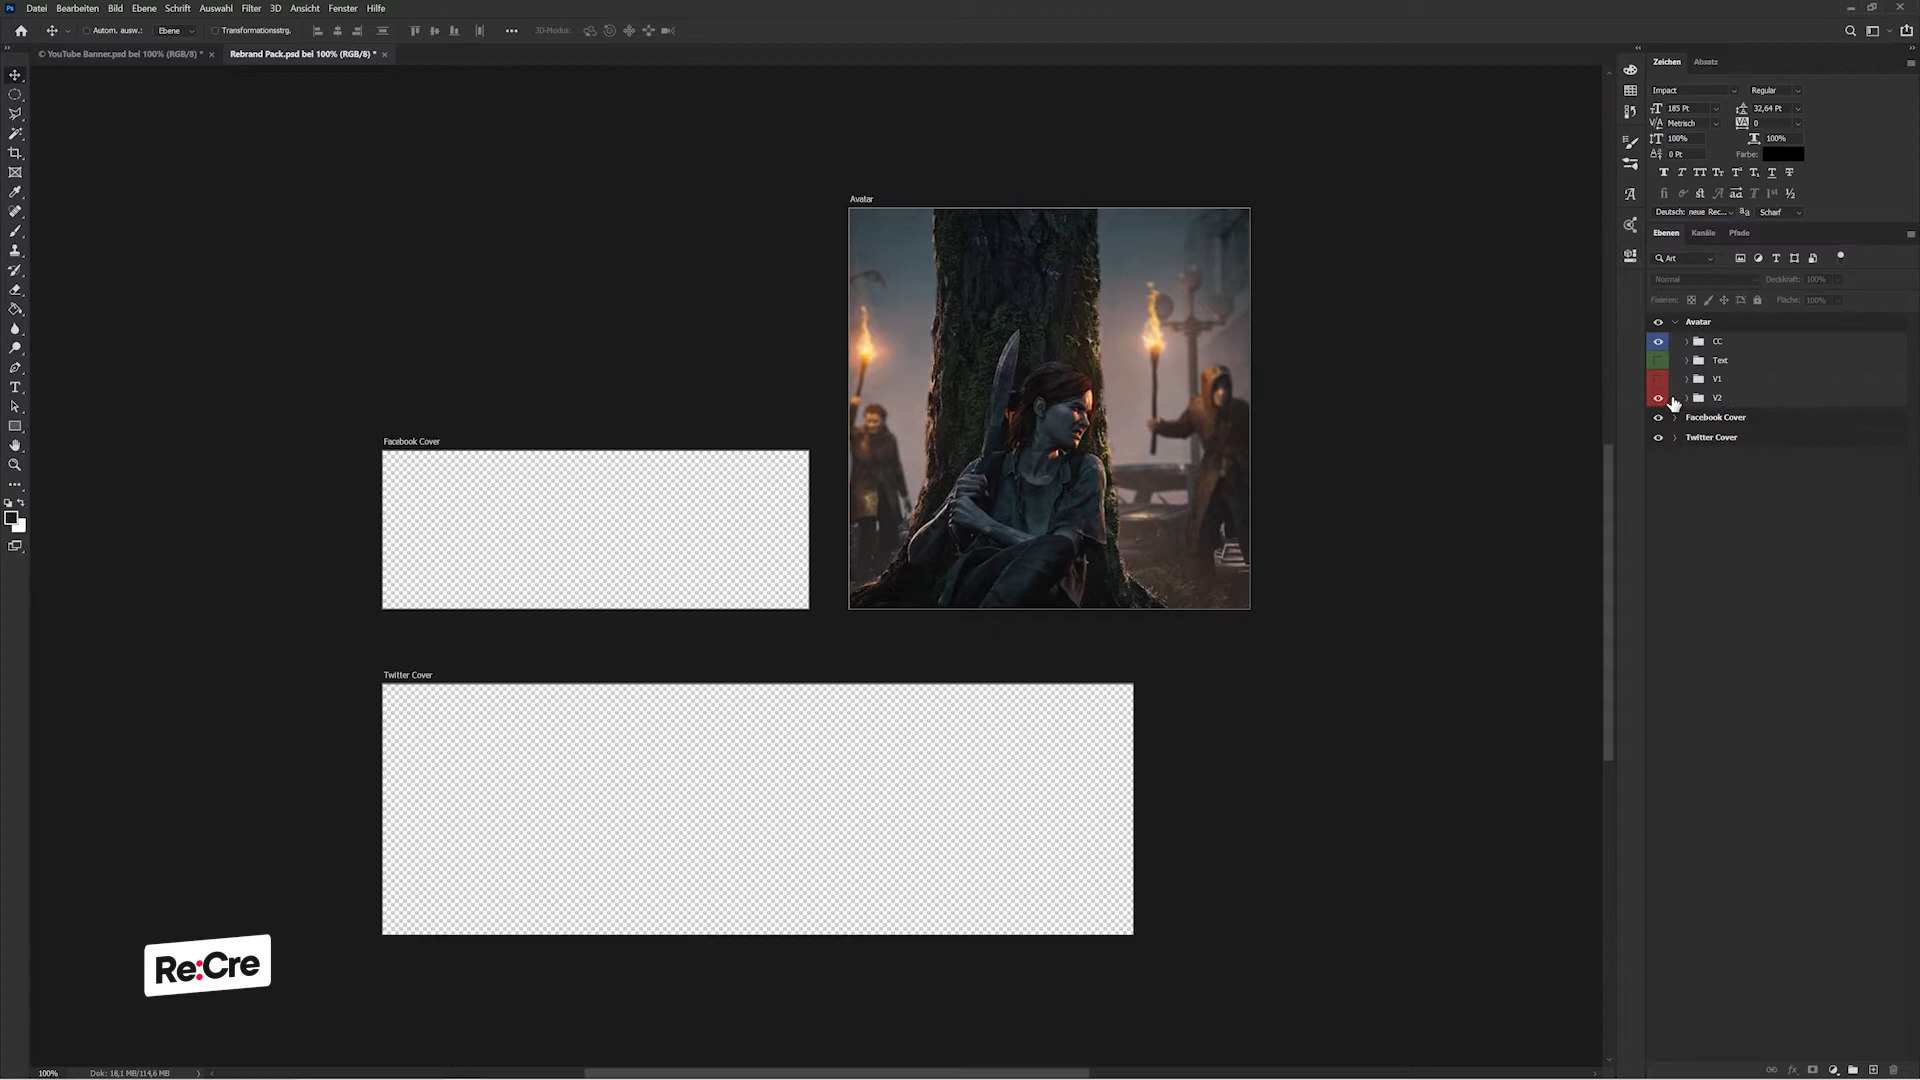 Datei Bearbeiten Bild Ebene Schrift Auswahl Filter 3D Ansicht Fenster Hilfe
Autom. ausw.: Ebene Transformationsstrg. 3D-Modus:
© YouTube Banner.psd bei 100% (RGB/8) * × Rebrand Pack.psd bei 100% (RGB/8) * ×
Zeichen Absatz
Impact Regular
185 Pt 32,64 Pt
Metrisch 0
100% 100%
0 Pt Farbe:
Deutsch: neue Rec... Scharf
Ebenen Kanäle Pfade
Art
Normal Deckkraft: 100%
Fixieren: Fläche: 100%
Avatar
CC
Text
V1
V2
Facebook Cover
Twitter Cover
Avatar
Facebook Cover
Twitter Cover
Re:Cre
100% Dok: 18,1 MB/114,6 MB